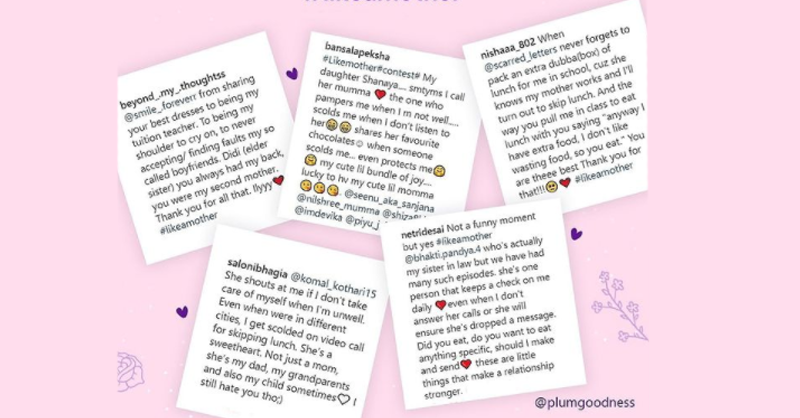 beyond_.my_.thoughtss
@smile_foreverr from sharing
your best dresses to being my
tuition teacher. To being my
shoulder to cry on, to never
accepting/ finding faults my so
called boyfriends. Didi (elder
sister) you always had my back,
you were my second mother.
Thank you for all that. Ilyyy❤
#likeamother
bansalapeksha
#Likemother#contest# My
daughter Shanaya.... smtyms I call
her mumma ❤ the one who
pampers me when I m not well....
scolds me when I don't listen to
her😄😄 shares her favourite
chocolates☺ when someone
scolds me... even protects me🤗
🤗 my cute lil bundle of joy....
lucky to hv my cute lil momma
😘😘😘. @seenu_aka_sanjana
@nilshree_mumma @shizan
@imdevika @piyu_j
nishaaa_802 When
@scarred_letters never forgets to
pack an extra dubba(box) of
lunch for me in school, cuz she
knows my mother works and I'll
turn out to skip lunch. And the
way you pull me in class to eat
lunch with you saying "anyway I
have extra food, I don't like
wasting food, so you eat." You
are theee best Thank you for
that!!!🥺❤ #likeamother
salonibhagia @komal_kothari15
She shouts at me if I don't take
care of myself when I'm unwell.
Even when were in different
cities, I get scolded on video call
for skipping lunch. She's a
sweetheart. Not just a mom,
she's my dad, my grandparents
and also my child sometimes♡ I
still hate you tho:)
netridesai Not a funny moment
but yes #likeamother
@bhakti.pandya.4 who's actually
my sister in law but we have had
many such episodes. she's one
person that keeps a check on me
daily ❤even when I don't
answer her calls or she will
ensure she's dropped a message.
Did you eat, do you want to eat
anything specific, should I make
and send❤ these are little
things that make a relationship
stronger.
@plumgoodness